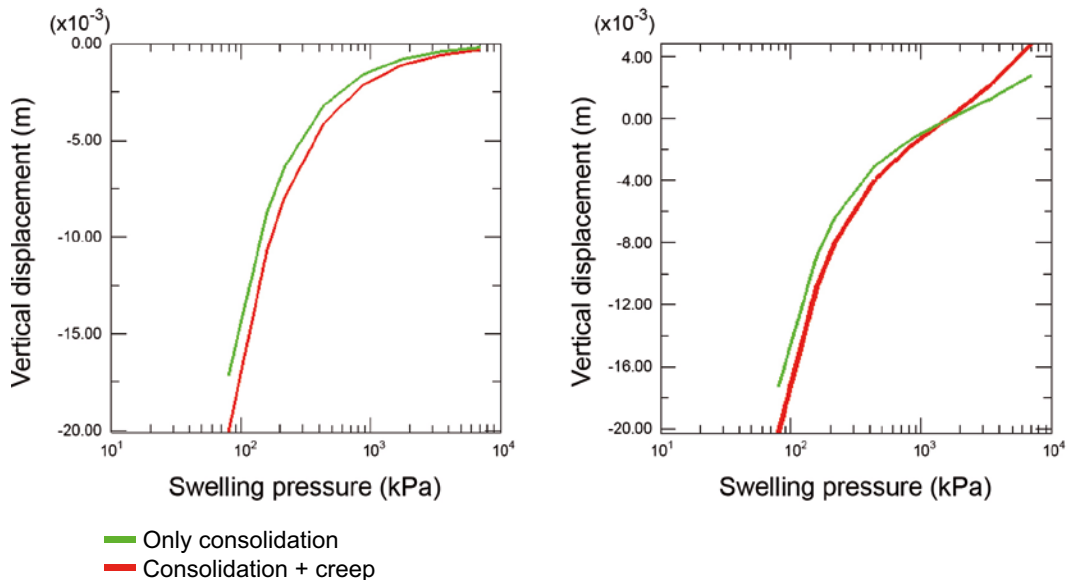 (x10-3)
0.00
-5.00
-10.00
-15.00
-20.00
Vertical displacement (m)
101 102 103 104
Swelling pressure (kPa)
(x10-3)
4.00
0.00
-4.00
-8.00
-12.00
-16.00
-20.00
Vertical displacement (m)
101 102 103 104
Swelling pressure (kPa)
Only consolidation
Consolidation + creep